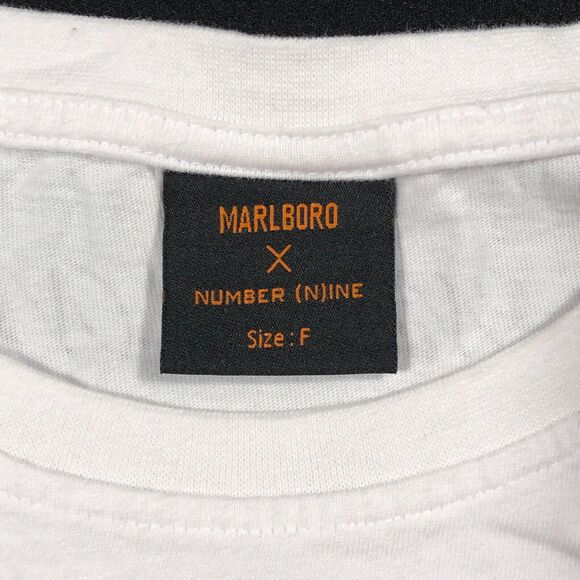 MARLBORO
X
NUMBER (N)INE
Size : F